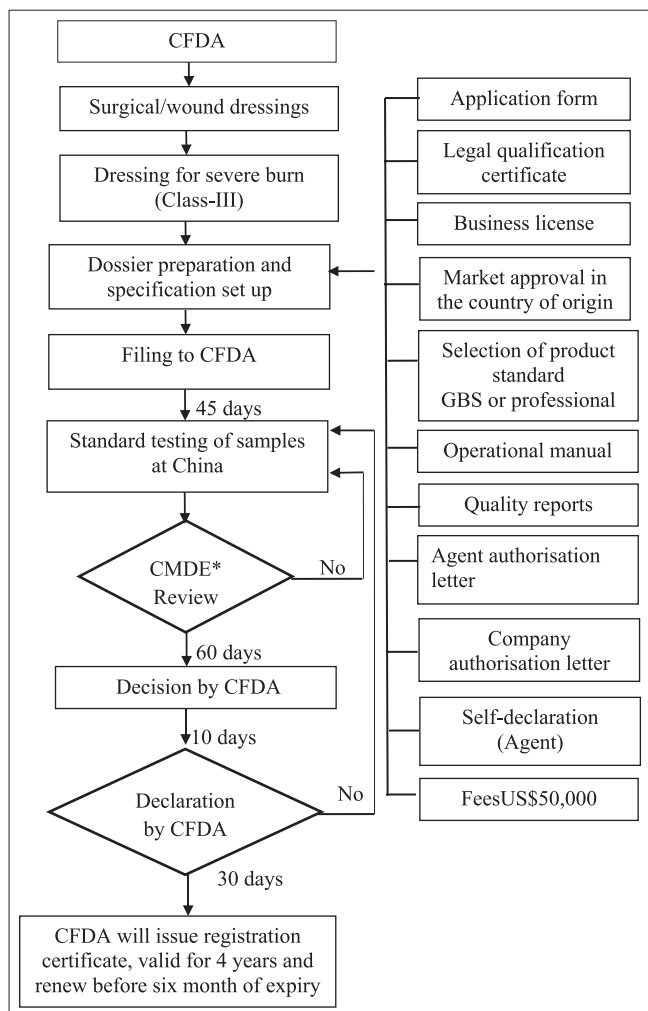 CFDA
Surgical/wound dressings
Dressing for severe burn
(Class-III)
Dossier preparation and
specification set up
Filing to CFDA
45 days
Standard testing of samples
at China
CMDE*
Review
No
60 days
Decision by CFDA
10 days
Declaration
by CFDA
No
30 days
CFDA will issue registration
certificate, valid for 4 years and
renew before six month of expiry
Application form
Legal qualification
certificate
Business license
Market approval in
the country of origin
Selection of product
standard
GBS or professional
Operational manual
Quality reports
Agent authorisation
letter
Company
authorisation letter
Self-declaration
(Agent)
FeesUS$50,000